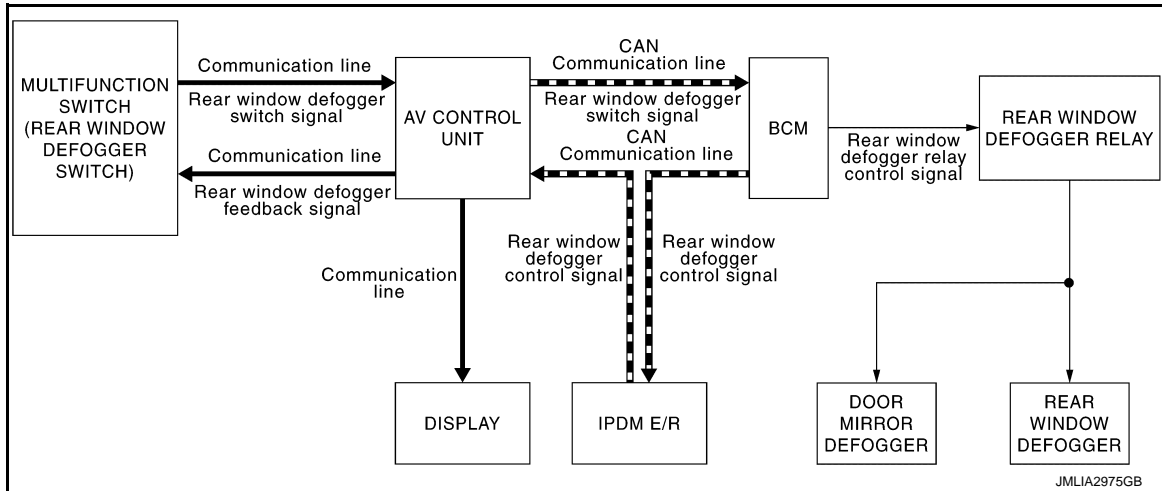 MULTIFUNCTION
SWITCH
(REAR WINDOW
DEFOGGER
SWITCH)
Communication line
Rear window defogger
switch signal
Communication line
Rear window defogger
feedback signal
AV CONTROL
UNIT
CAN
Communication line
Rear window defogger
switch signal
CAN
Communication line
BCM
Rear window
defogger relay
control signal
REAR WINDOW
DEFOGGER RELAY
Communication
line
Rear window
defogger
control signal
Rear window
defogger
control signal
DISPLAY
IPDM E/R
DOOR
MIRROR
DEFOGGER
REAR
WINDOW
DEFOGGER
JMLIA2975GB